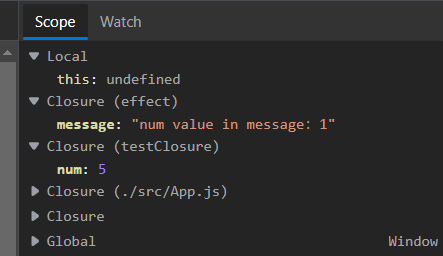 Scope Watch
Local
this: undefined
Closure (effect)
message: "num value in message: 1"
Closure (testClosure)
num: 5
Closure (./src/App.js)
Closure
Global Window